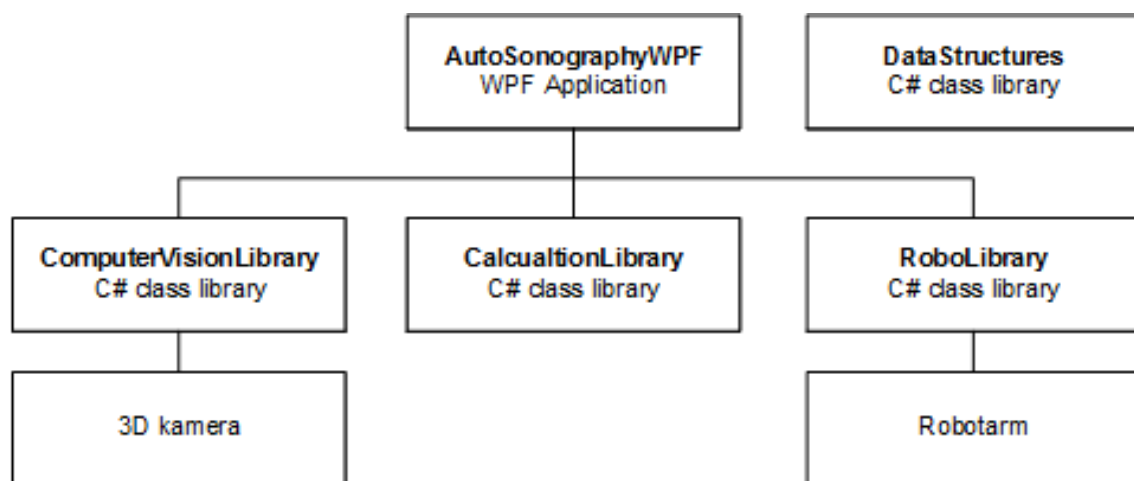 AutoSonographyWPF
WPF Application
DataStructures
C# class library
ComputerVisionLibrary
C# class library
CalcualtionLibrary
C# class library
RoboLibrary
C# class library
3D kamera
Robotarm